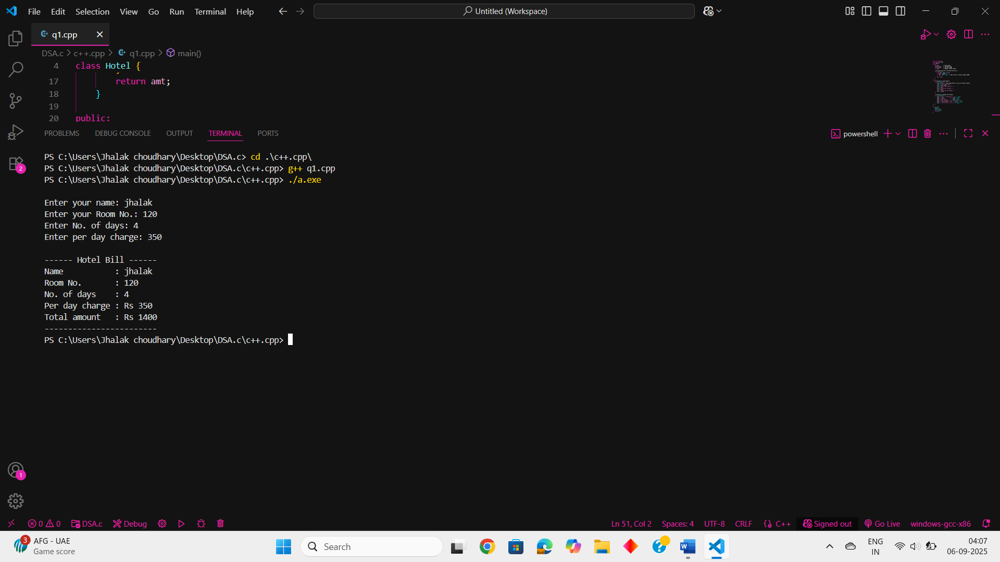 File Edit Selection View Go Run Terminal Help
Untitled (Workspace)
q1.cpp
DSA.c > c++.cpp > q1.cpp > main()
4 class Hotel {
17 return amt;
18 }
19
20 public:
PROBLEMS DEBUG CONSOLE OUTPUT TERMINAL PORTS
powershell
PS C:\Users\Jhalak choudhary\Desktop\DSA.c> cd .\c++.cpp\
PS C:\Users\Jhalak choudhary\Desktop\DSA.c\c++.cpp> g++ q1.cpp
PS C:\Users\Jhalak choudhary\Desktop\DSA.c\c++.cpp> ./a.exe
Enter your name: jhalak
Enter your Room No.: 120
Enter No. of days: 4
Enter per day charge: 350
------ Hotel Bill ------
Name : jhalak
Room No. : 120
No. of days : 4
Per day charge : Rs 350
Total amount : Rs 1400
------------------------
PS C:\Users\Jhalak choudhary\Desktop\DSA.c\c++.cpp>
2
1
0 0 DSA.c Debug
Ln 51, Col 2 Spaces: 4 UTF-8 CRLF {} C++ Signed out Go Live windows-gcc-x86
3
AFG - UAE
Game score
Search
ENG
IN
04:07
06-09-2025